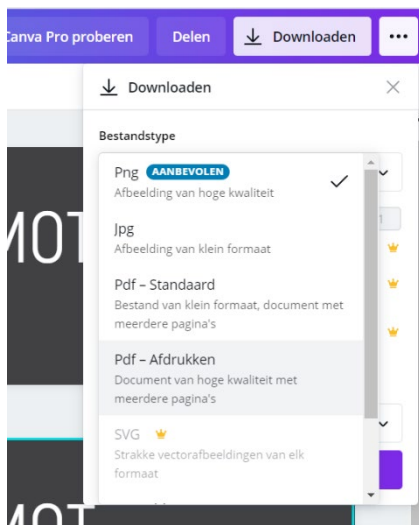 Canva Pro proberen
Delen
Downloaden
Downloaden
Bestandstype
Png AANBEVOLEN
Afbeelding van hoge kwaliteit
1
Jpg
Afbeelding van klein formaat
MOT
Pdf – Standaard
Bestand van klein formaat, document met
meerdere pagina's
Pdf – Afdrukken
Document van hoge kwaliteit met
meerdere pagina's
SVG
Strakke vectorafbeeldingen van elk
formaat
MOT